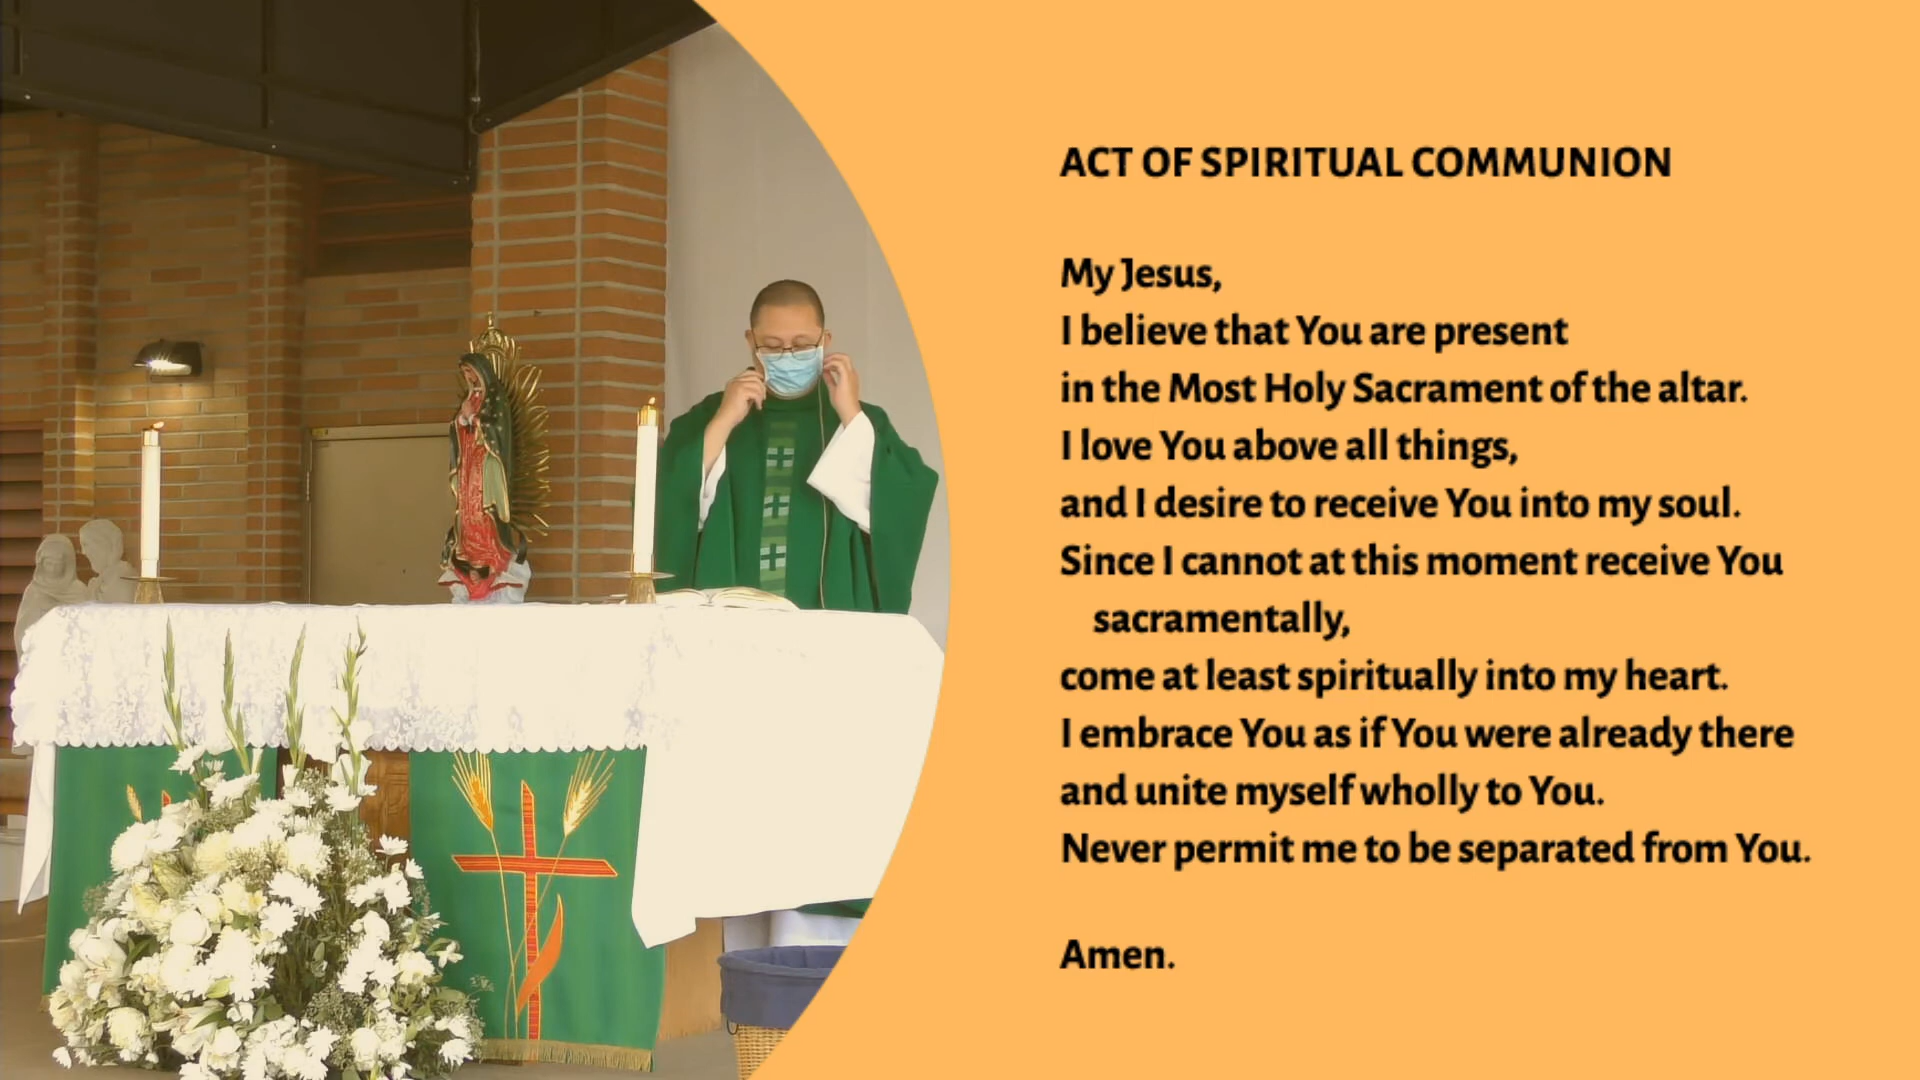 ACT OF SPIRITUAL COMMUNION
My Jesus,
I believe that You are present
in the Most Holy Sacrament of the altar.
I love You above all things,
and I desire to receive You into my soul.
Since I cannot at this moment receive You
sacramentally,
come at least spiritually into my heart.
I embrace You as if You were already there
and unite myself wholly to You.
Never permit me to be separated from You.
Amen.